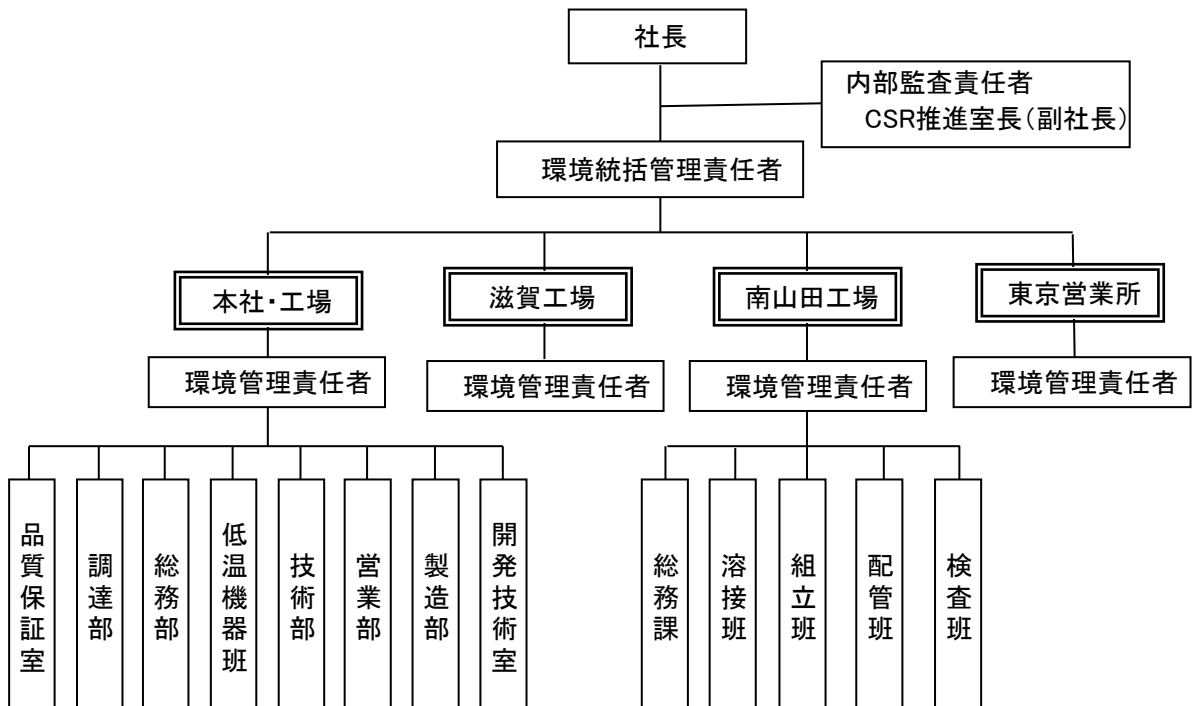 社長
内部監査責任者
CSR推進室長(副社長)
環境統括管理責任者
本社・工場
滋賀工場
南山田工場
東京営業所
環境管理責任者
環境管理責任者
環境管理責任者
環境管理責任者
品質保証室
調達部
総務部
低温機器班
技術部
営業部
製造部
開発技術室
総務課
溶接班
組立班
配管班
検査班